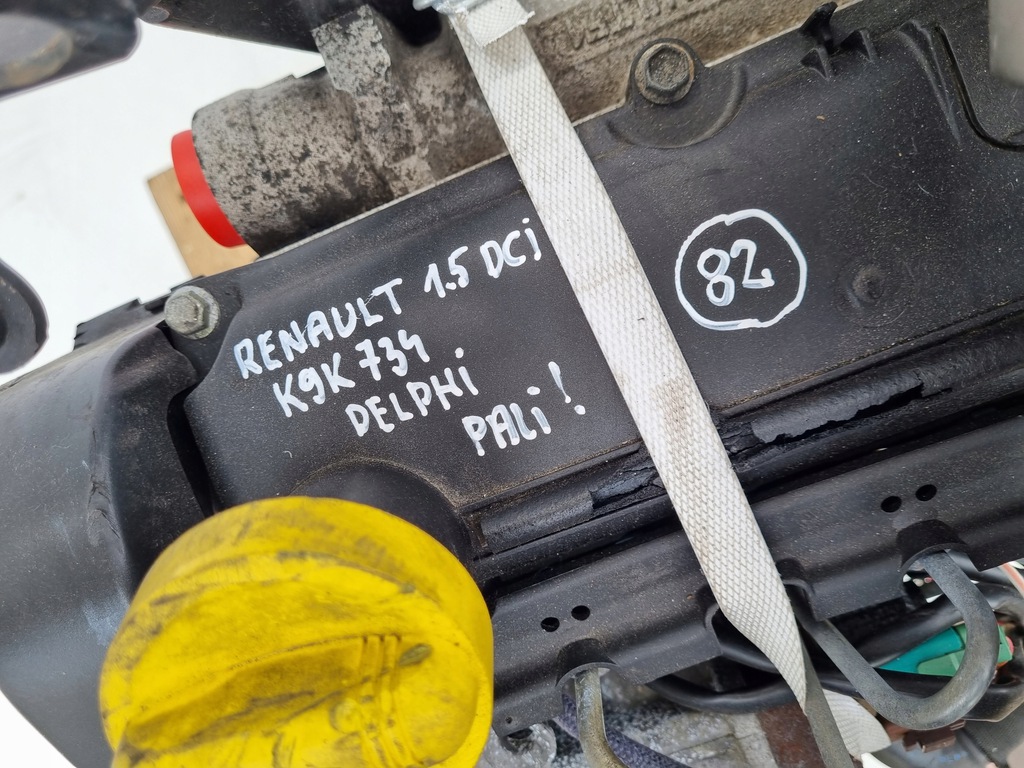 RENAULT 1.5 DCi
K9K 734
DELPHI
PALi!
82